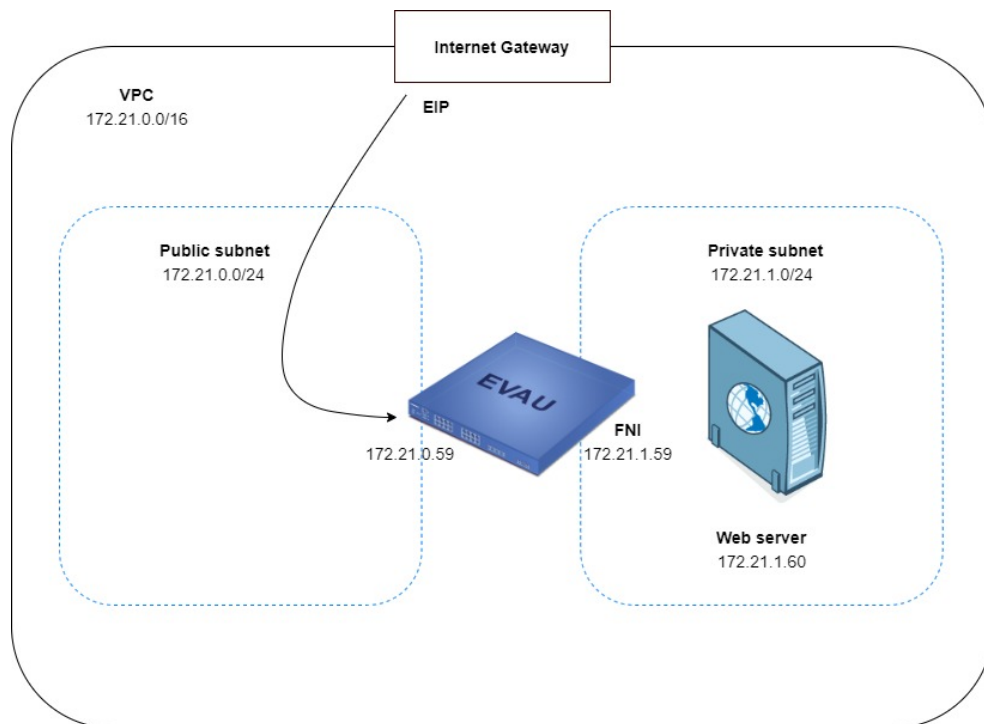 Internet Gateway
VPC
172.21.0.0/16
EIP
Public subnet
172.21.0.0/24
Private subnet
172.21.1.0/24
EVAU
172.21.0.59
FNI
172.21.1.59
Web server
172.21.1.60